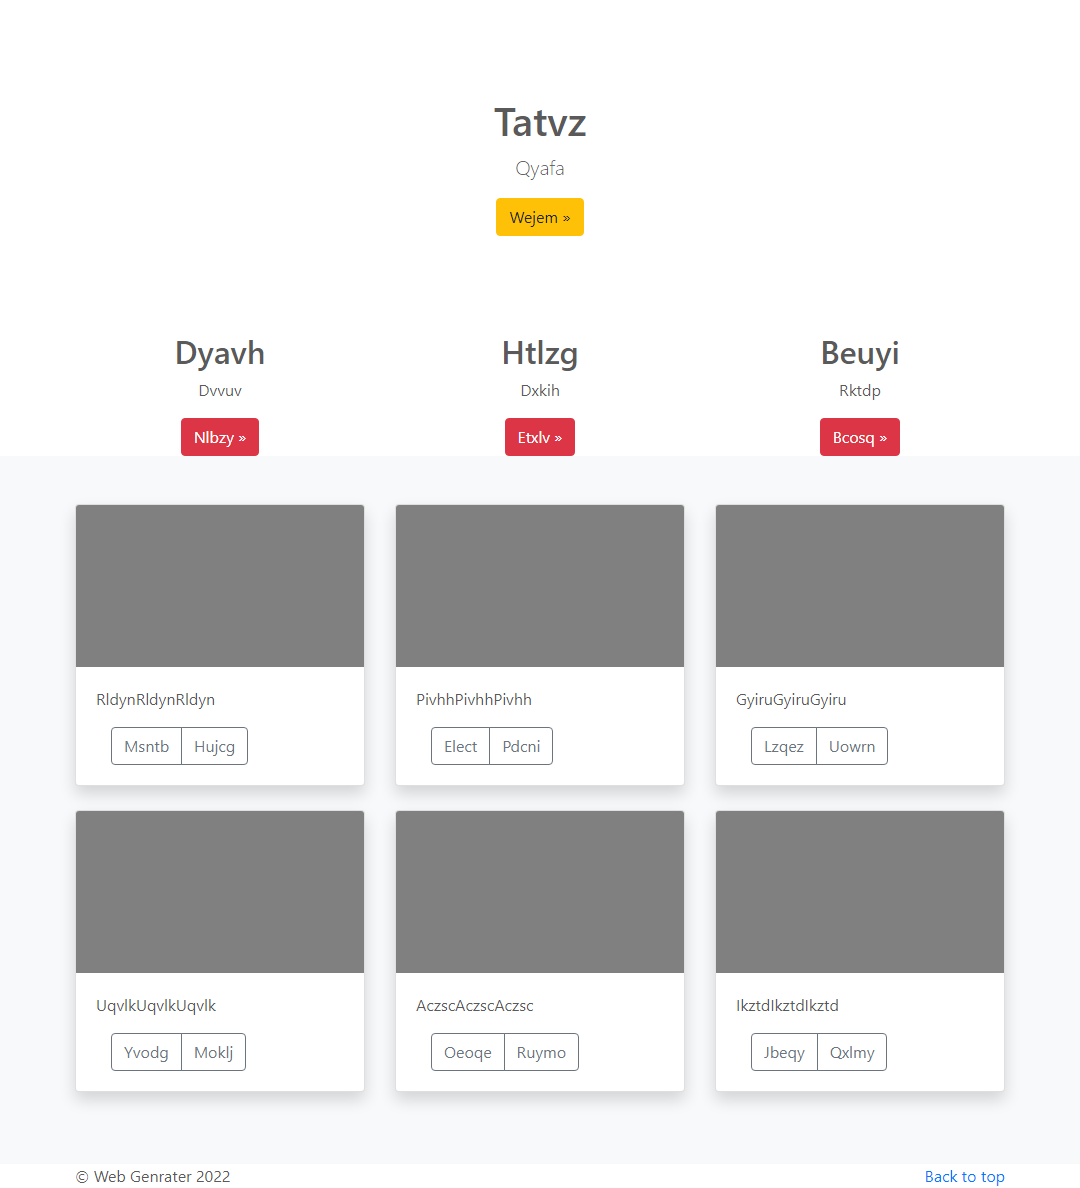 Tatvz
Qyafa
Wejem »
Dyavh
Dvvuv
Nlbzy »
Htlzg
Dxkih
Etxlv »
Beuyi
Rktdp
Bcosq »
RldynRldynRldyn
Msntb Hujcg
PivhhPivhhPivhh
Elect Pdcni
GyiruGyiruGyiru
Lzqez Uowrn
UqvlkUqvlkUqvlk
Yvodg Moklj
AczscAczscAczsc
Oeoqe Ruymo
IkztdIkztdIkztd
Jbeqy Qxlmy
© Web Genrater 2022
Back to top